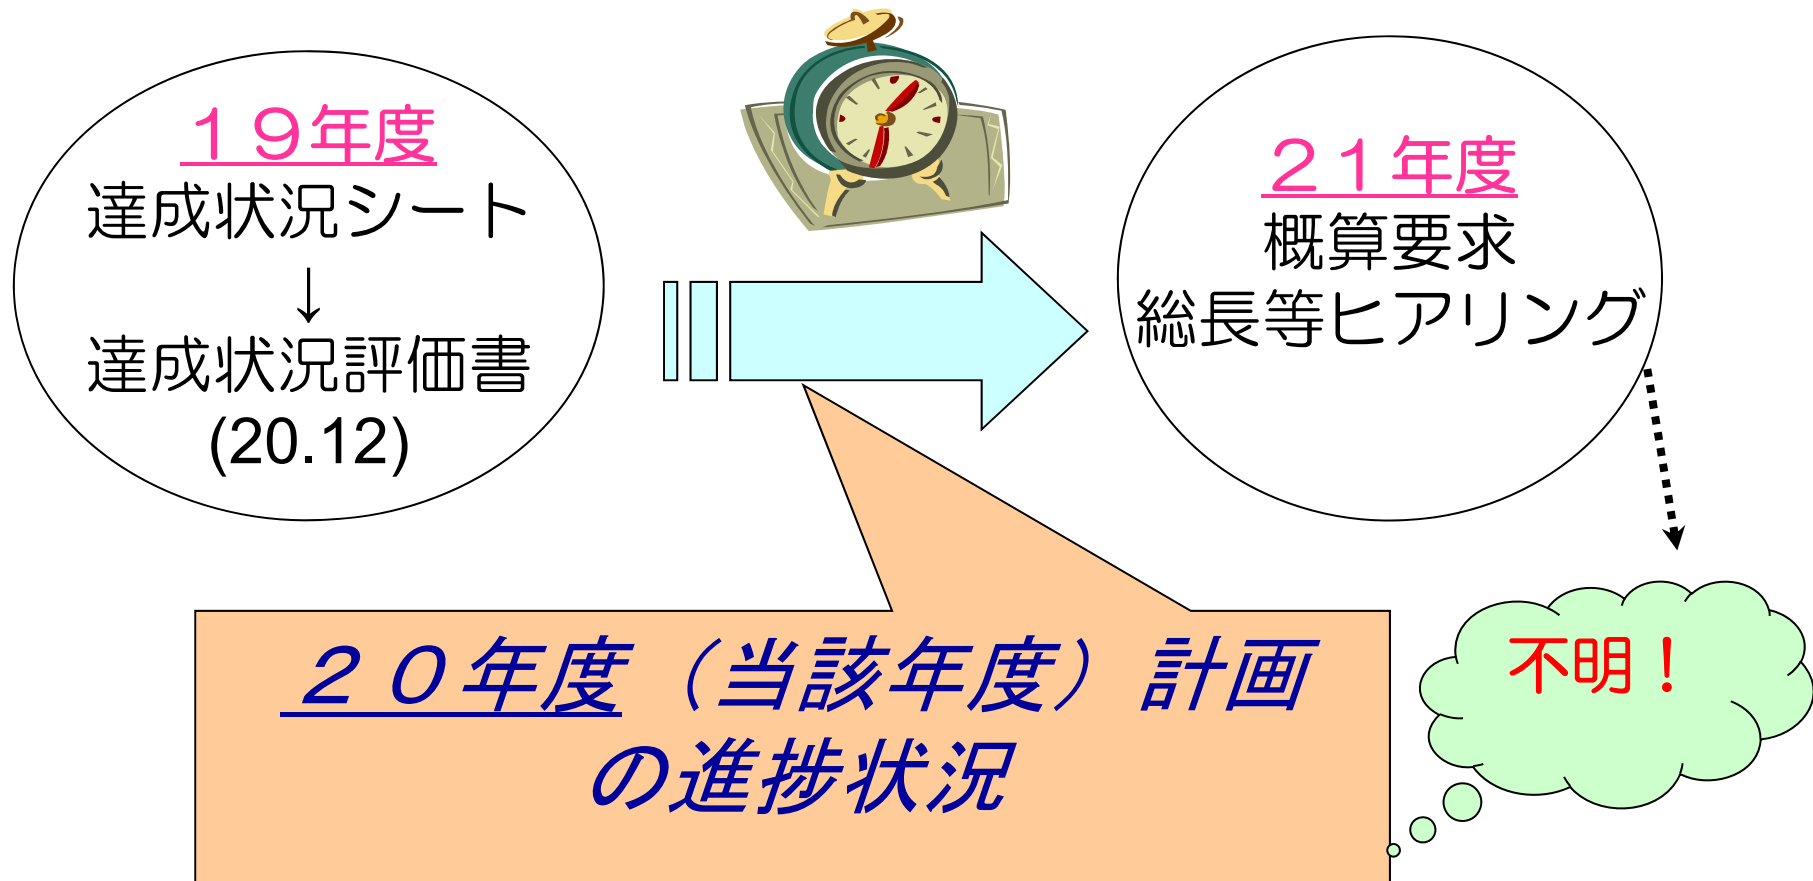 １９年度
達成状況シート
↓
達成状況評価書
(20.12)
２１年度
概算要求
総長等ヒアリング
２０年度（当該年度）計画
の進捗状況
不明！